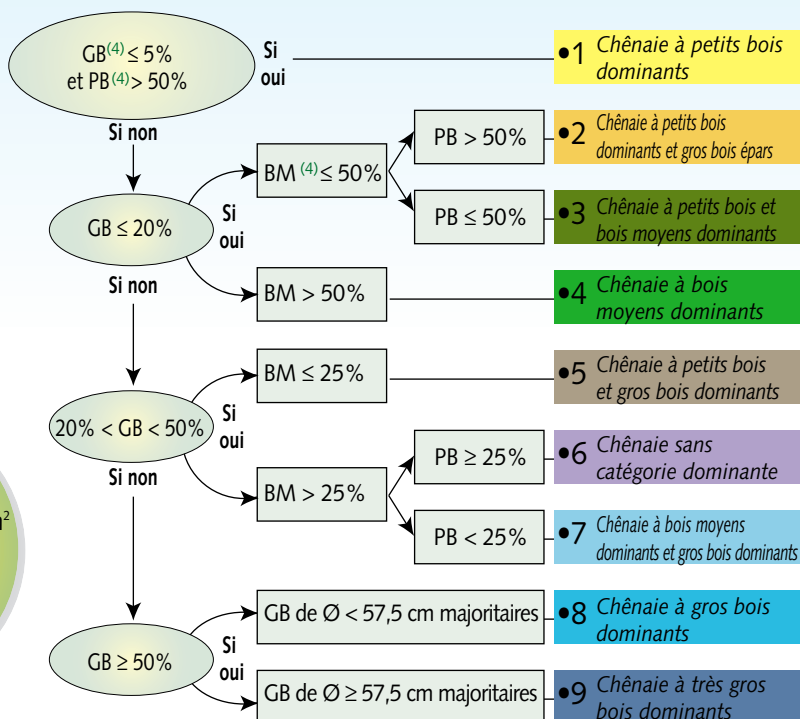 GB(4) ≤ 5%
et PB(4) > 50%
Si
oui
•1 Chênaie à petits bois
dominants
Si non
BM (4) ≤ 50%
PB > 50%
•2 Chênaie à petits bois
dominants et gros bois épars
PB ≤ 50%
•3 Chênaie à petits bois et
bois moyens dominants
GB ≤ 20%
Si
oui
Si non
BM > 50%
•4 Chênaie à bois
moyens dominants
BM ≤ 25%
•5 Chênaie à petits bois
et gros bois dominants
20% < GB < 50%
Si
oui
Si non
BM > 25%
PB ≥ 25%
•6 Chênaie sans
catégorie dominante
PB < 25%
•7 Chênaie à bois moyens
dominants et gros bois dominants
GB ≥ 50%
Si
oui
GB de Ø < 57,5 cm majoritaires
•8 Chênaie à gros bois
dominants
GB de Ø ≥ 57,5 cm majoritaires
•9 Chênaie à très gros
bois dominants